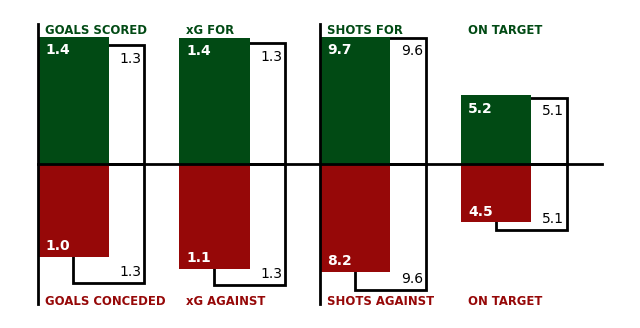 GOALS SCORED xG FOR SHOTS FOR ON TARGET
1.4 1.3 1.4 1.3 9.7 9.6 5.2 5.1
1.0 1.3 1.1 1.3 8.2 9.6 4.5 5.1
GOALS CONCEDED xG AGAINST SHOTS AGAINST ON TARGET